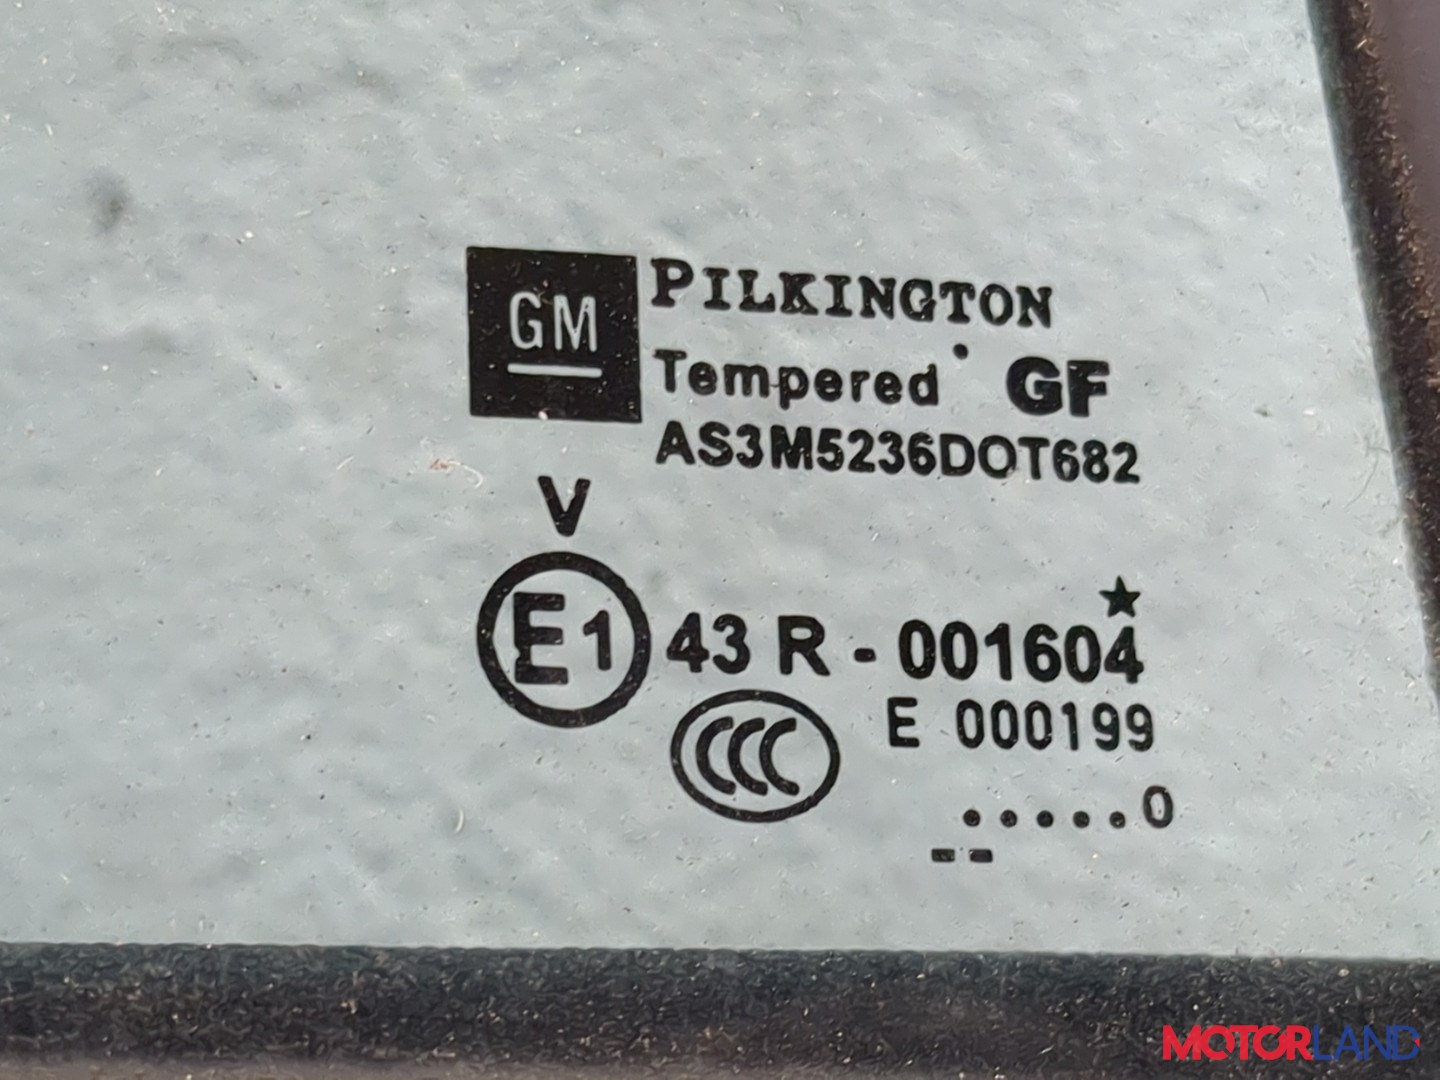 GM
PILKINGTON
Tempered GF
AS3M5236DOT682
V
E1 43 R - 001604
CCC
E 000199
.....0
--
MOTORLAND